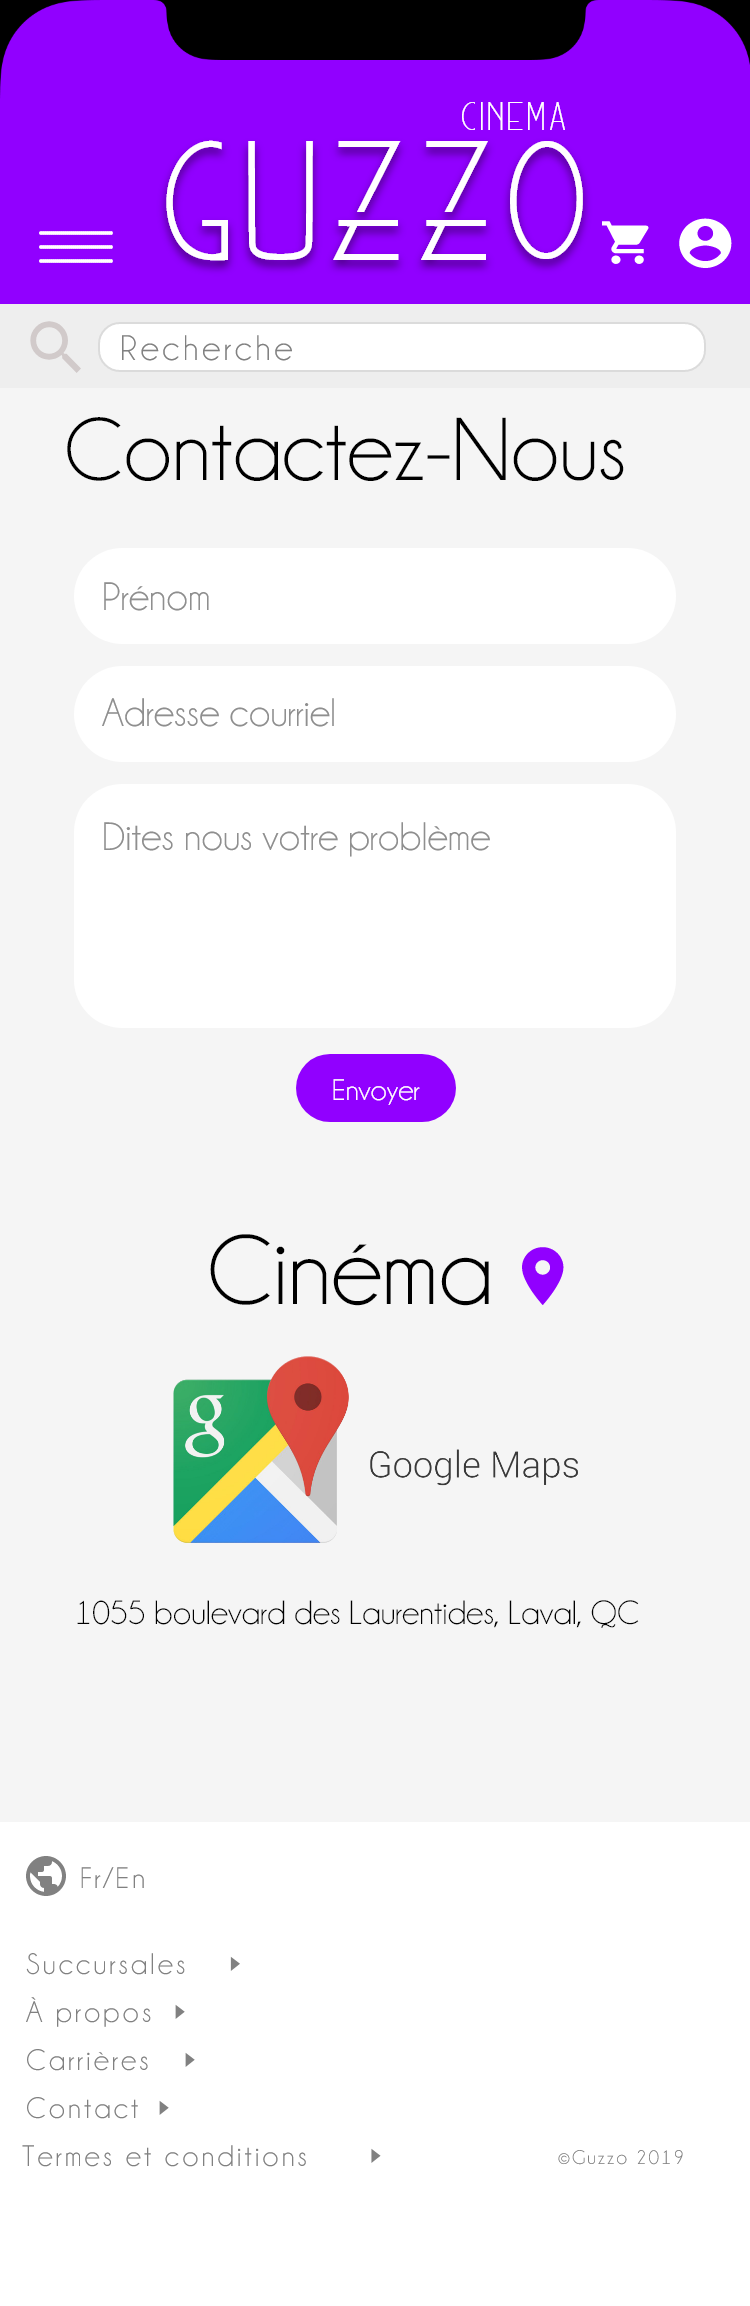 CINEMA
GUZZO
Recherche
Contactez-Nous
Prénom
Adresse courriel
Dites nous votre problème
Envoyer
Cinéma
g
Google Maps
1055 boulevard des Laurentides, Laval, QC
Fr/En
Succursales
À propos
Carrières
Contact
Termes et conditions
©Guzzo 2019